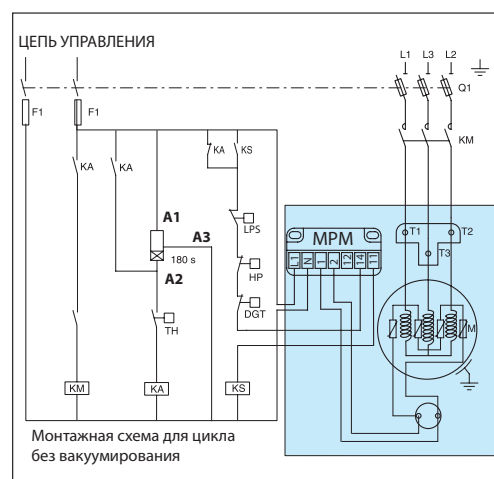 ЦЕПЬ УПРАВЛЕНИЯ
L1 L3 L2
Q1
F1 F1
KM
KA KA KA KS
A1
A3
LPS
180 s
A2
HP
TH
DGT
MPM
L1 N 1 2 12 14 11
T1 T2
T3
M
KM KA KS
Монтажная схема для цикла
без вакуумирования